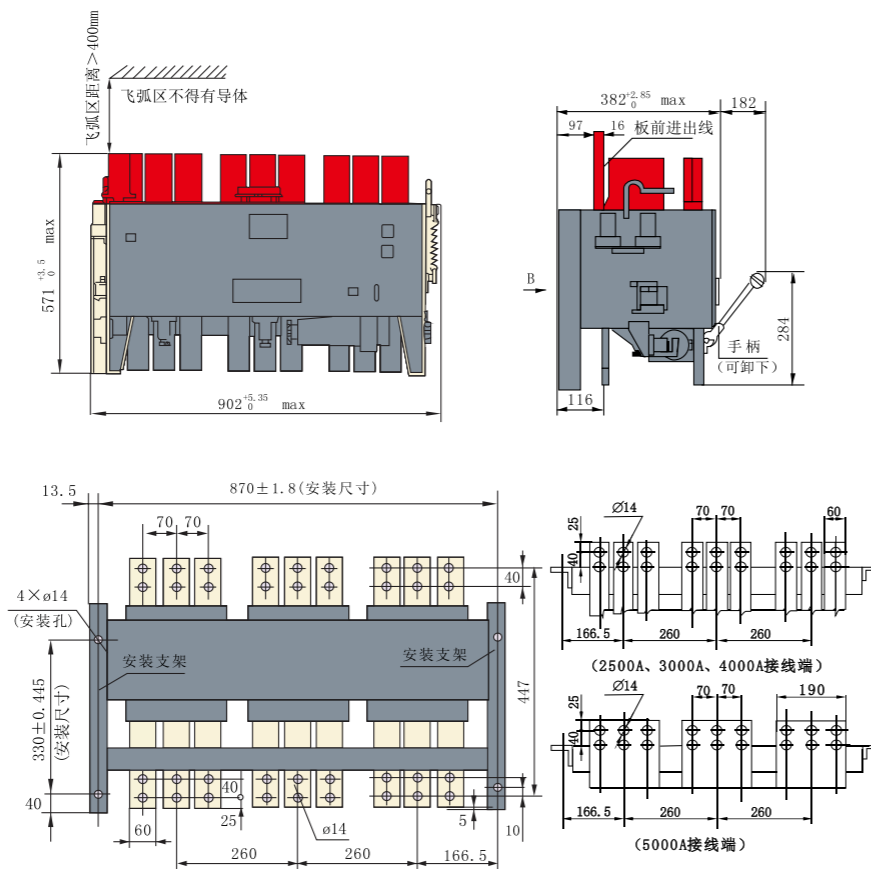 飞弧区距离＞400mm
飞弧区不得有导体
571 +3.5 0 max
902 +5.35 0 max
382 +2.85 0 max
182
97
16
板前进出线
B
284
手柄
（可卸下）
116
13.5
870±1.8(安装尺寸)
70
70
4×ø14
(安装孔)
安装支架
安装支架
40
447
330±0.445
(安装尺寸)
40
40
25
60
ø14
5
10
260
260
166.5
25
40
Ø14
70
70
60
166.5
260
260
（2500A、3000A、4000A接线端）
25
40
Ø14
70
70
190
166.5
260
260
（5000A接线端）